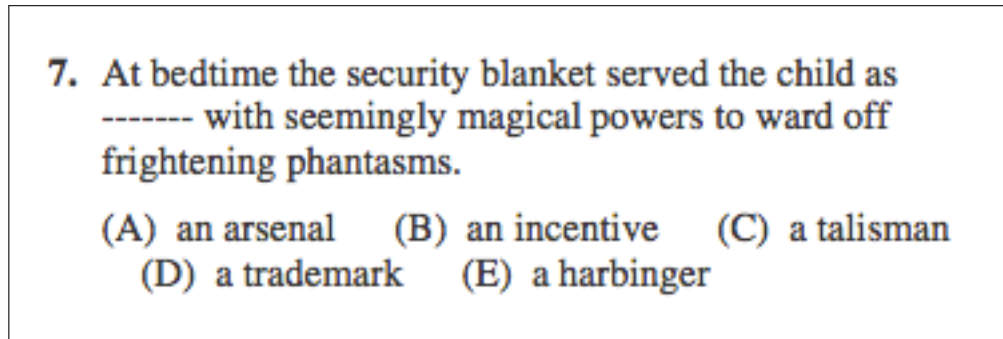 7. At bedtime the security blanket served the child as
------- with seemingly magical powers to ward off
frightening phantasms.
(A) an arsenal (B) an incentive (C) a talisman
(D) a trademark (E) a harbinger